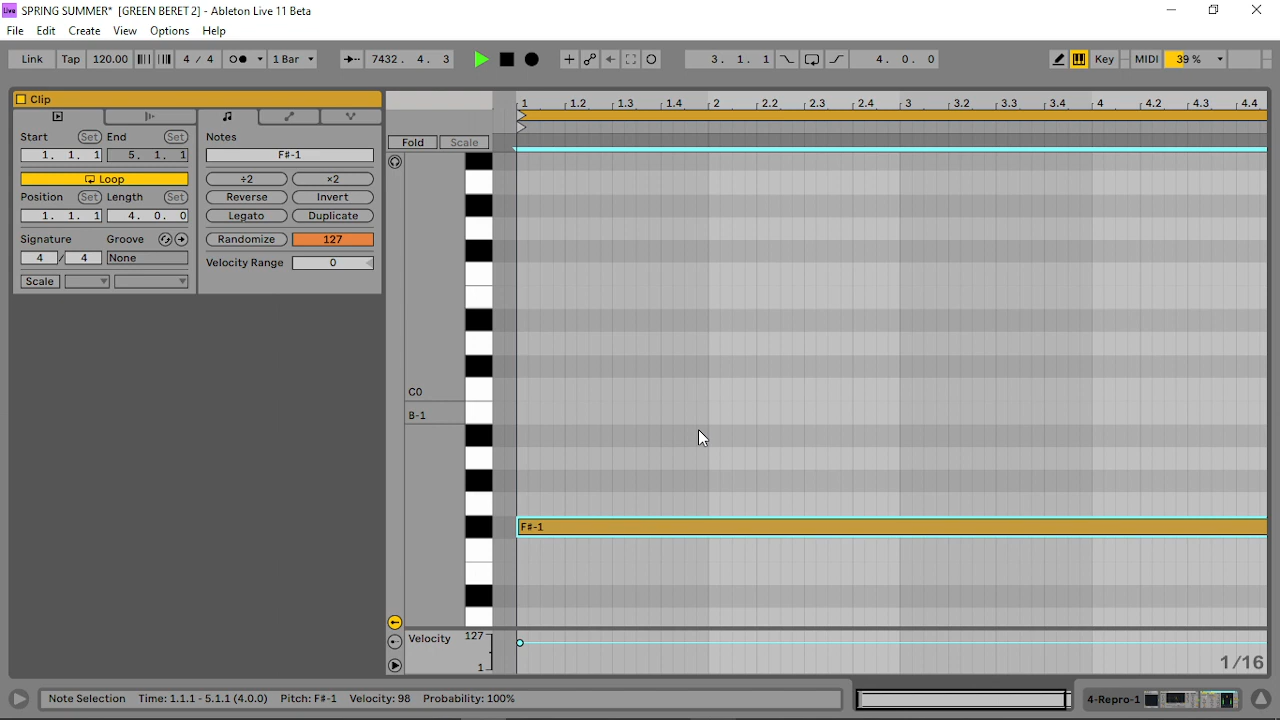 Live SPRING SUMMER* [GREEN BERET 2] - Ableton Live 11 Beta
File Edit Create View Options Help
Link Tap 120.00 4 / 4 1 Bar 7432. 4. 3 3. 1. 1 4. 0. 0 Key MIDI 39 %
Clip
1 1.2 1.3 1.4 2 2.2 2.3 2.4 3 3.2 3.3 3.4 4 4.2 4.3 4.4
Start Set End Set Notes
1. 1. 1 5. 1. 1 F#-1
Fold Scale
Loop ÷2 ×2
Position Set Length Set Reverse Invert
1. 1. 1 4. 0. 0 Legato Duplicate
Signature Groove Randomize 127
4 / 4 None Velocity Range 0
Scale
C0
B-1
F#-1
Velocity 127
1
1/16
Note Selection Time: 1.1.1 - 5.1.1 (4.0.0) Pitch: F#-1 Velocity: 98 Probability: 100%
4-Repro-1